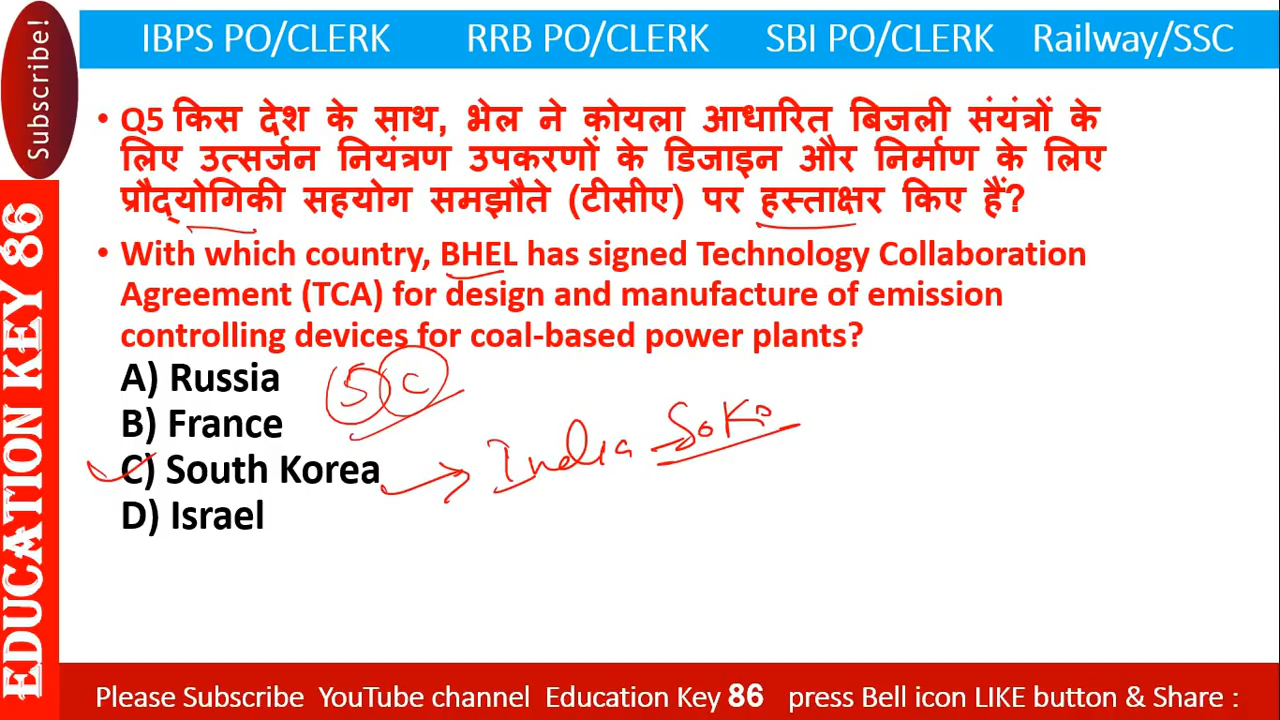 Subscribe!
IBPS PO/CLERK RRB PO/CLERK SBI PO/CLERK Railway/SSC
EDUCATION KEY 86
• Q5 किस देश के साथ, भेल ने कोयला आधारित बिजली संयंत्रों के
लिए उत्सर्जन नियंत्रण उपकरणों के डिजाइन और निर्माण के लिए
प्रौद्योगिकी सहयोग समझौते (टीसीए) पर हस्ताक्षर किए हैं?
• With which country, BHEL has signed Technology Collaboration
Agreement (TCA) for design and manufacture of emission
controlling devices for coal-based power plants?
A) Russia
B) France
C) South Korea
D) Israel
5 C
India SoKo
Please Subscribe YouTube channel Education Key 86 press Bell icon LIKE button & Share :